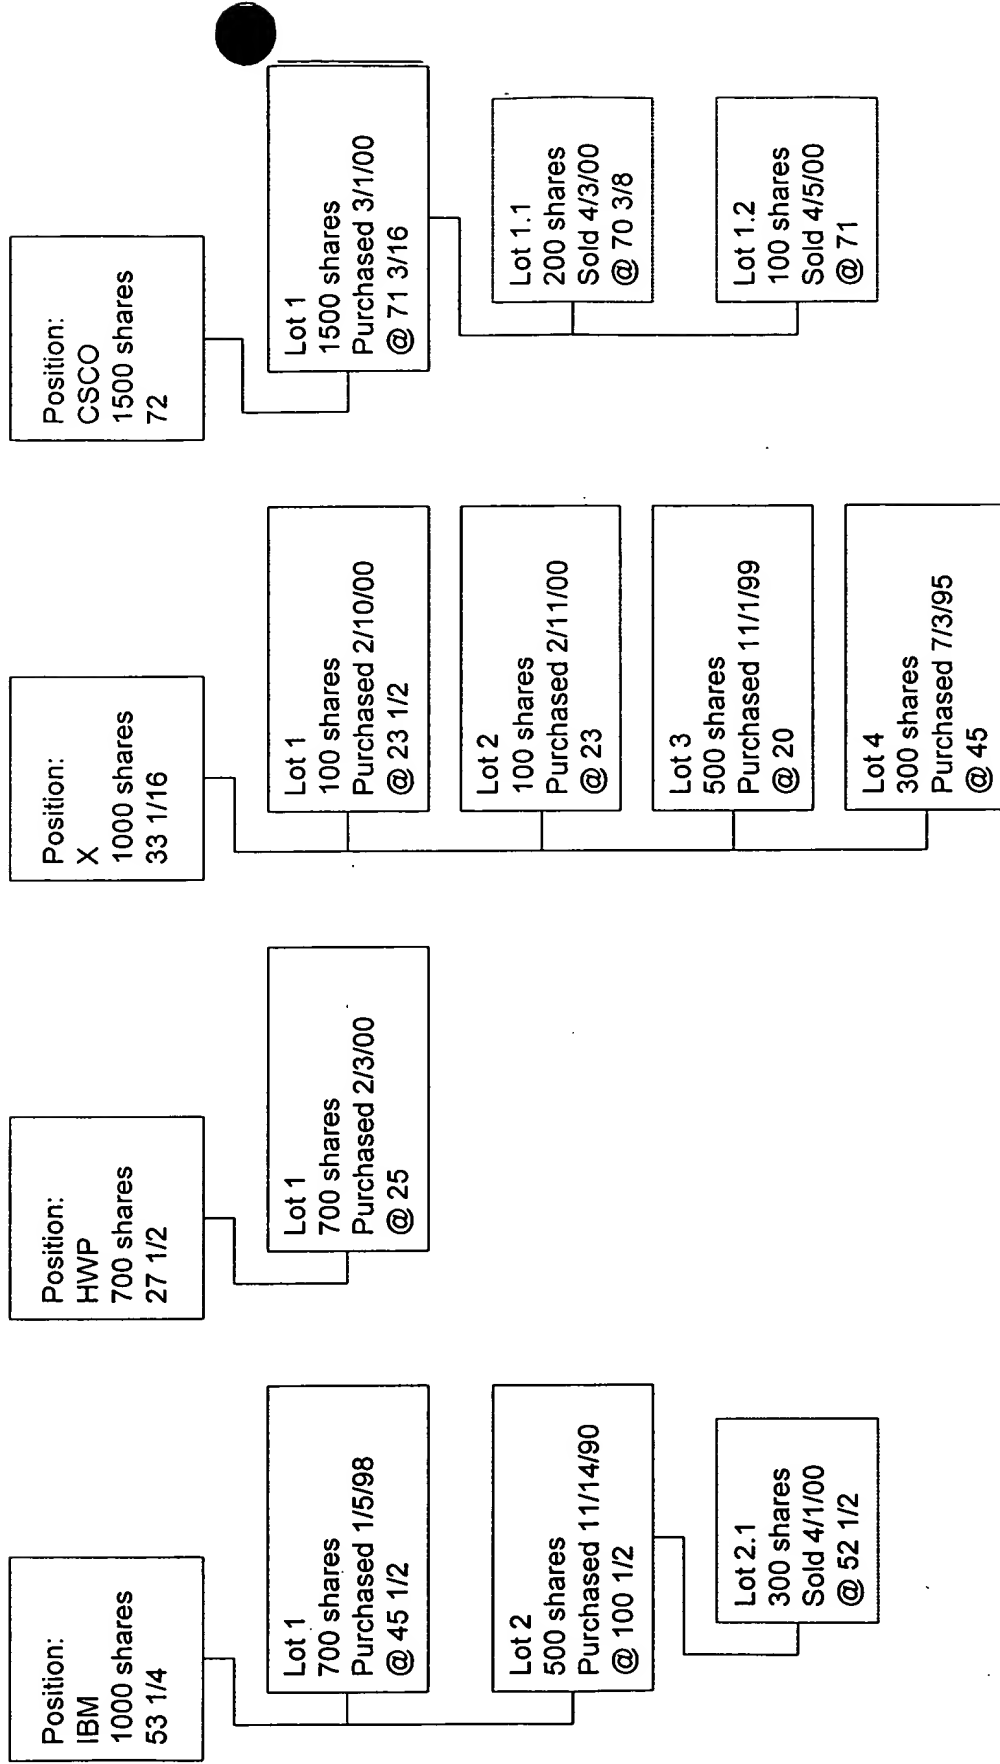 Position:
IBM
1000 shares
53 1/4
Lot 1
700 shares
Purchased 1/5/98
@ 45 1/2
Lot 2
500 shares
Purchased 11/14/90
@ 100 1/2
Lot 2.1
300 shares
Sold 4/1/00
@ 52 1/2
Position:
HWP
700 shares
27 1/2
Lot 1
700 shares
Purchased 2/3/00
@ 25
Position:
X
1000 shares
33 1/16
Lot 1
100 shares
Purchased 2/10/00
@ 23 1/2
Lot 2
100 shares
Purchased 2/11/00
@ 23
Lot 3
500 shares
Purchased 11/1/99
@ 20
Lot 4
300 shares
Purchased 7/3/95
@ 45
Position:
CSCO
1500 shares
72
Lot 1
1500 shares
Purchased 3/1/00
@ 71 3/16
Lot 1.1
200 shares
Sold 4/3/00
@ 70 3/8
Lot 1.2
100 shares
Sold 4/5/00
@ 71